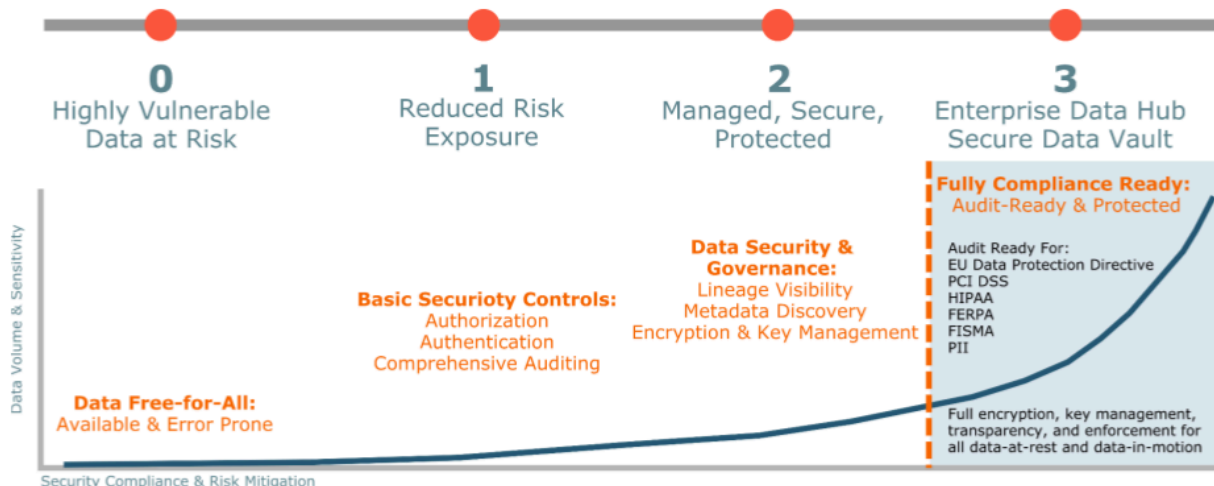 0
Highly Vulnerable
Data at Risk
1
Reduced Risk
Exposure
2
Managed, Secure,
Protected
3
Enterprise Data Hub
Secure Data Vault
Data Volume & Sensitivity
Data Free-for-All:
Available & Error Prone
Basic Securioty Controls:
Authorization
Authentication
Comprehensive Auditing
Data Security &
Governance:
Lineage Visibility
Metadata Discovery
Encryption & Key Management
Fully Compliance Ready:
Audit-Ready & Protected
Audit Ready For:
EU Data Protection Directive
PCI DSS
HIPAA
FERPA
FISMA
PII
Full encryption, key management,
transparency, and enforcement for
all data-at-rest and data-in-motion
Security Compliance & Risk Mitigation